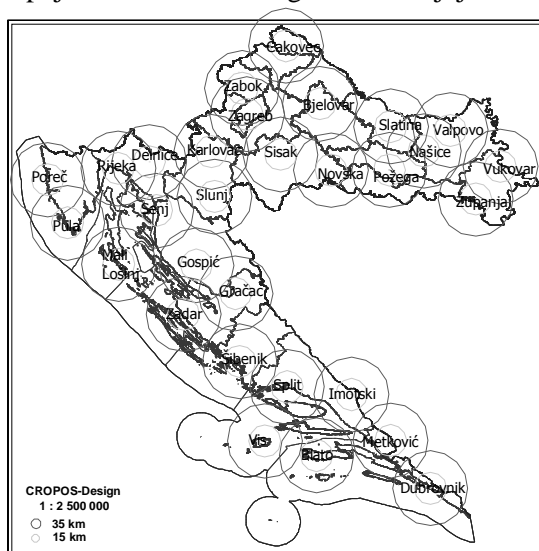 Čakovec
Zabok
Bjelovar
Zagreb
Slatina
Valpovo
Delnice
Karlovac
Sisak
Našice
Rijeka
Vukovar
Poreč
Novska
Požega
Slunj
Županja
Senj
Pula
Mali
Lošinj
Gospić
Gračac
Zadar
Šibenik
Split
Imotski
Vis
Metković
Blato
Dubrovnik
CROPOS-Design
1 : 2 500 000
35 km
15 km